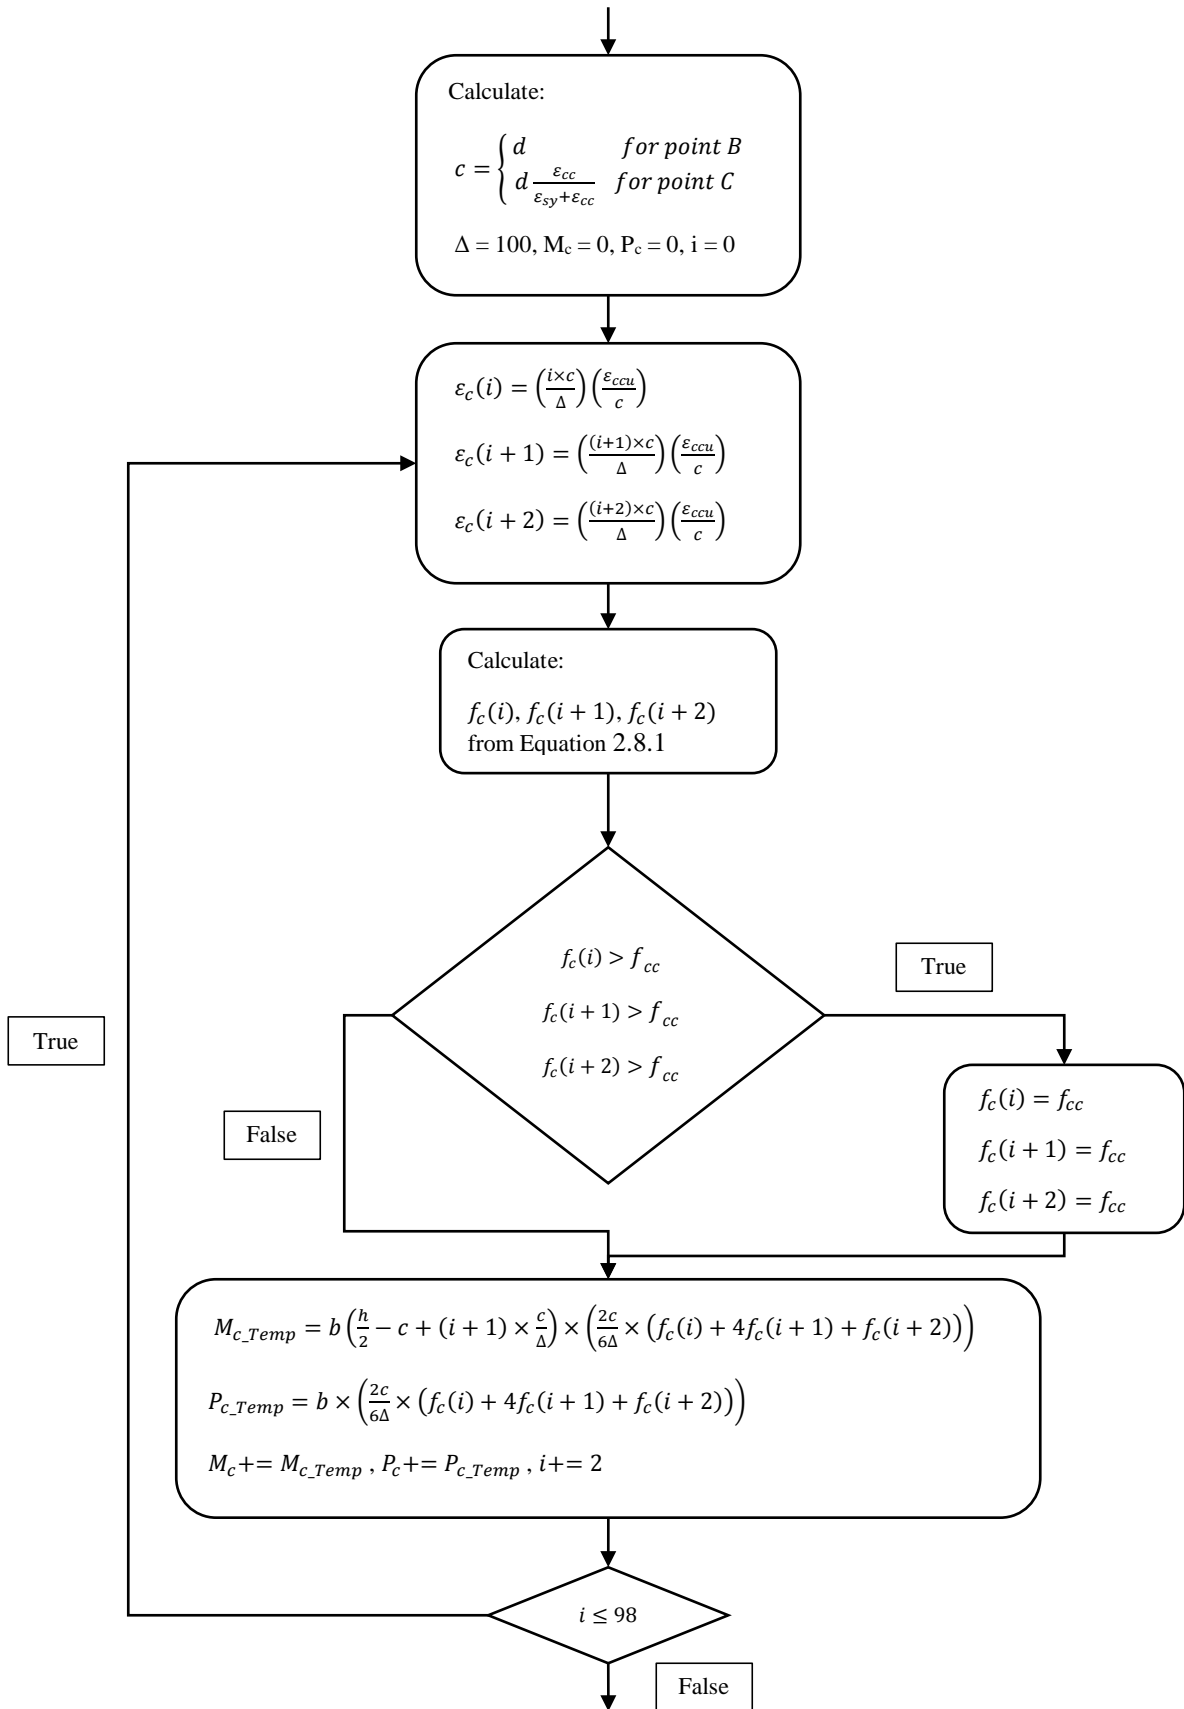 Calculate:
c = { d for point B
d ε_cc/(ε_sy+ε_cc) for point C
Δ = 100, M_c = 0, P_c = 0, i = 0
ε_c(i) = ((i×c)/Δ)(ε_ccu/c)
ε_c(i + 1) = (((i+1)×c)/Δ)(ε_ccu/c)
ε_c(i + 2) = (((i+2)×c)/Δ)(ε_ccu/c)
Calculate:
f_c(i), f_c(i + 1), f_c(i + 2)
from Equation 2.8.1
f_c(i) > f_cc
f_c(i + 1) > f_cc
f_c(i + 2) > f_cc
True
True
False
f_c(i) = f_cc
f_c(i + 1) = f_cc
f_c(i + 2) = f_cc
M_c_Temp = b(h/2 − c + (i + 1) × c/Δ) × (2c/6Δ × (f_c(i) + 4f_c(i + 1) + f_c(i + 2)))
P_c_Temp = b × (2c/6Δ × (f_c(i) + 4f_c(i + 1) + f_c(i + 2)))
M_c += M_c_Temp , P_c += P_c_Temp , i += 2
i ≤ 98
False